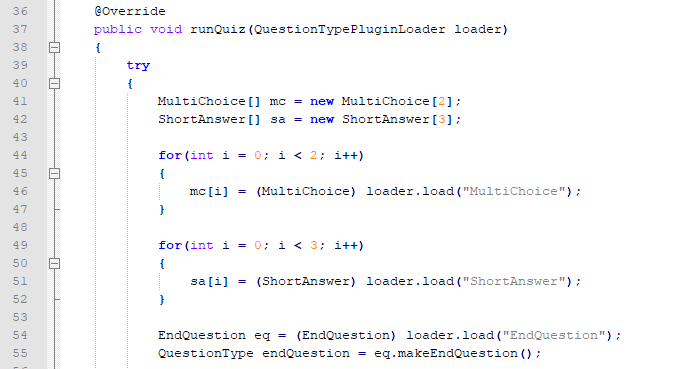 36 @Override
37 public void runQuiz(QuestionTypePluginLoader loader)
38 {
39 try
40 {
41 MultiChoice[] mc = new MultiChoice[2];
42 ShortAnswer[] sa = new ShortAnswer[3];
43
44 for(int i = 0; i < 2; i++)
45 {
46 mc[i] = (MultiChoice) loader.load("MultiChoice");
47 }
48
49 for(int i = 0; i < 3; i++)
50 {
51 sa[i] = (ShortAnswer) loader.load("ShortAnswer");
52 }
53
54 EndQuestion eq = (EndQuestion) loader.load("EndQuestion");
55 QuestionType endQuestion = eq.makeEndQuestion();